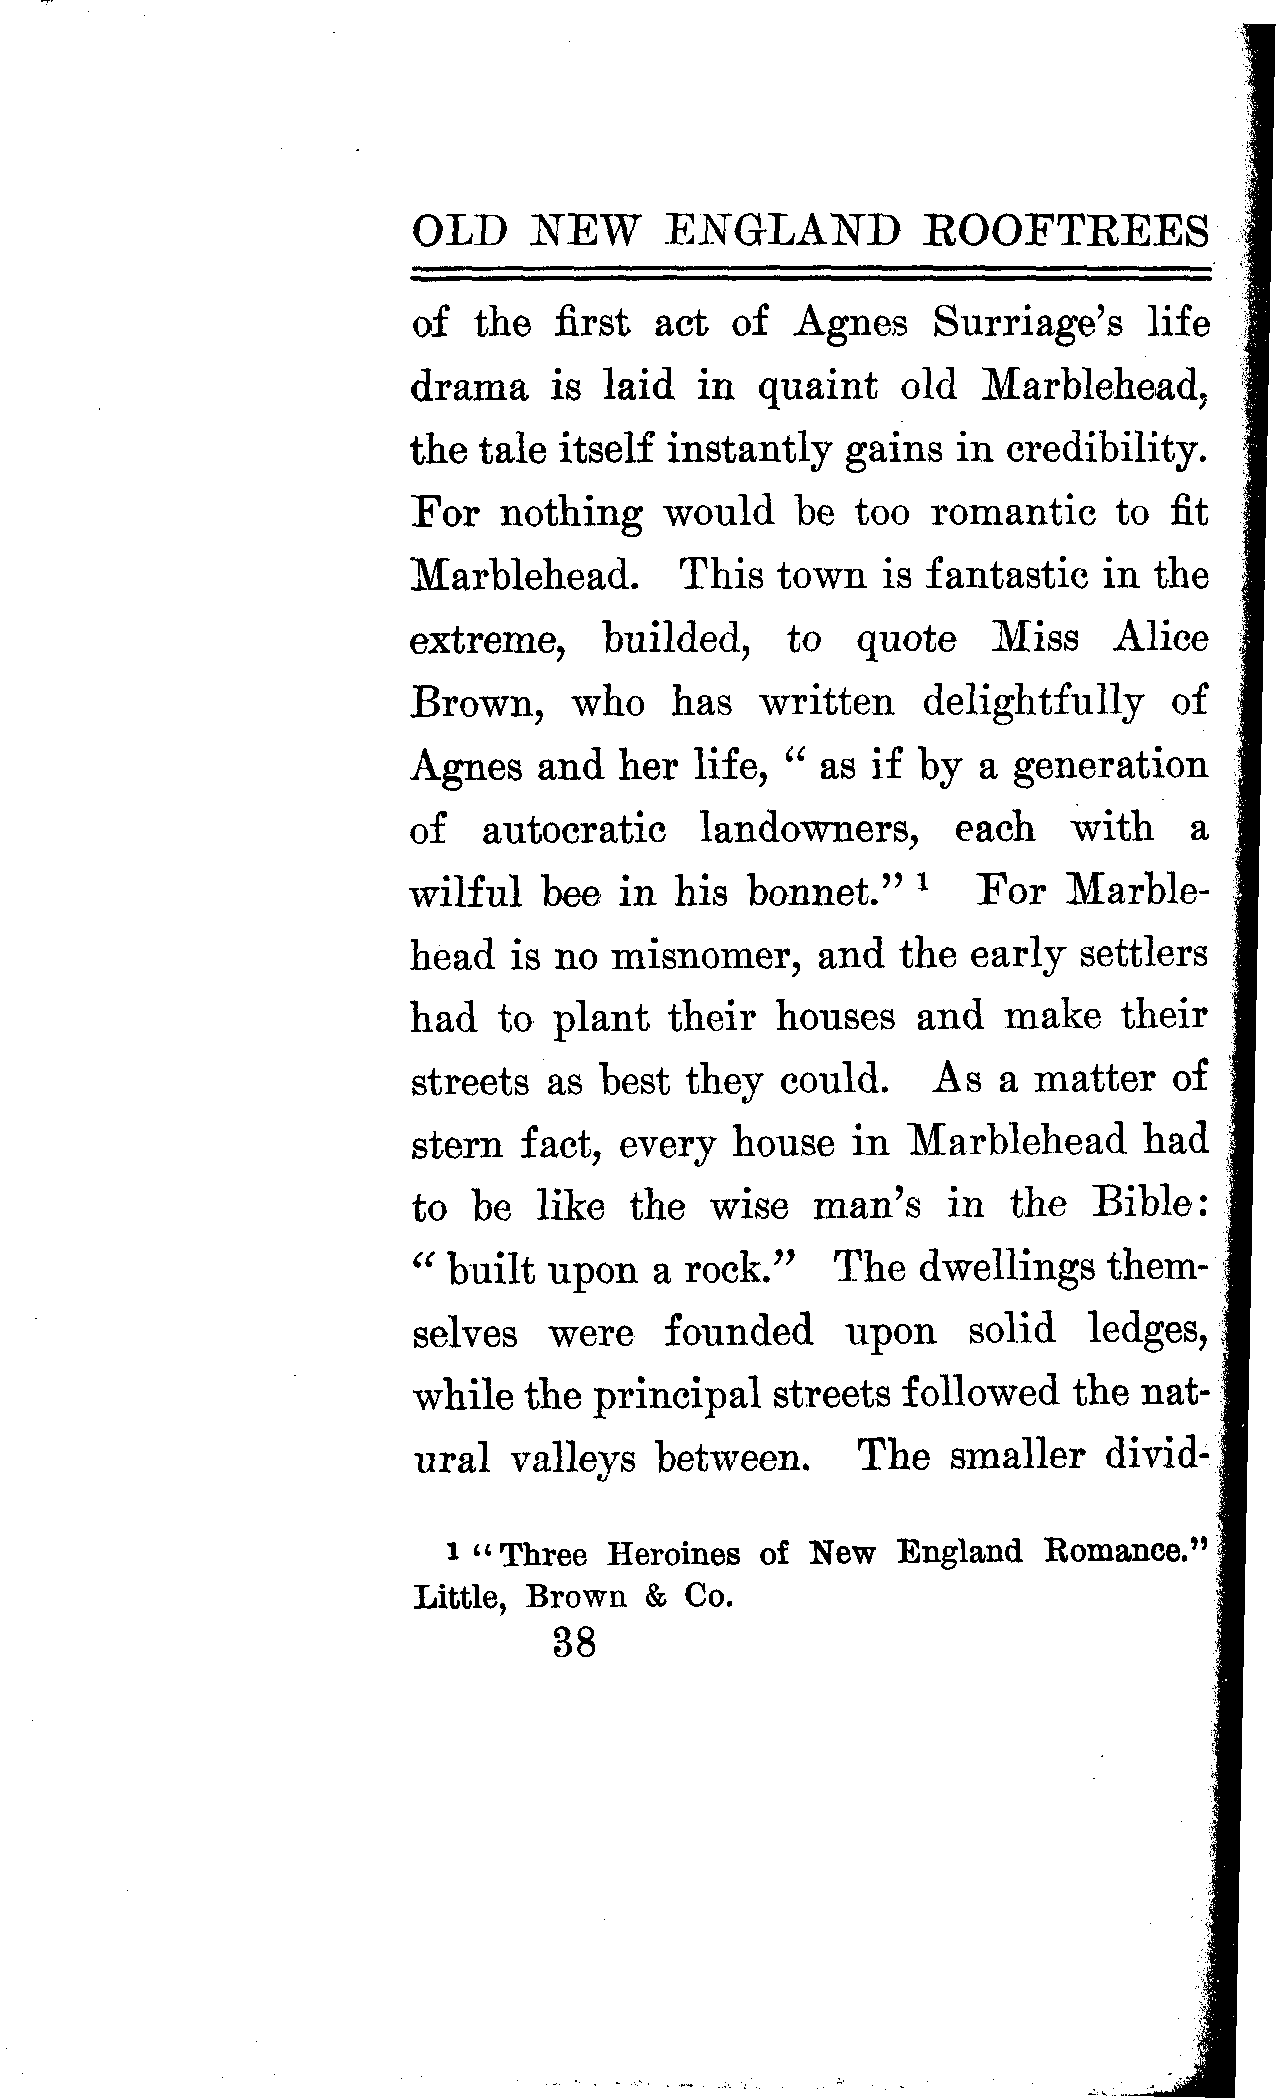 OLD NEW ENGLAND ROOFTREES
of the first act of Agnes Surriage's life
drama is laid in quaint old Marblehead,
the tale itself instantly gains in credibility.
For nothing would be too romantic to fit
Marblehead. This town is fantastic in the
extreme, builded, to quote Miss Alice
Brown, who has written delightfully of
Agnes and her life, " as if by a generation
of autocratic landowners, each with a
wilful bee in his bonnet." 1 For Marble-
head is no misnomer, and the early settlers
had to plant their houses and make their
streets as best they could. As a matter of
stern fact, every house in Marblehead had
to be like the wise man's in the Bible:
" built upon a rock." The dwellings them-
selves were founded upon solid ledges,
while the principal streets followed the nat-
ural valleys between. The smaller divid-
1 "Three Heroines of New England Romance."
Little, Brown & Co.
38